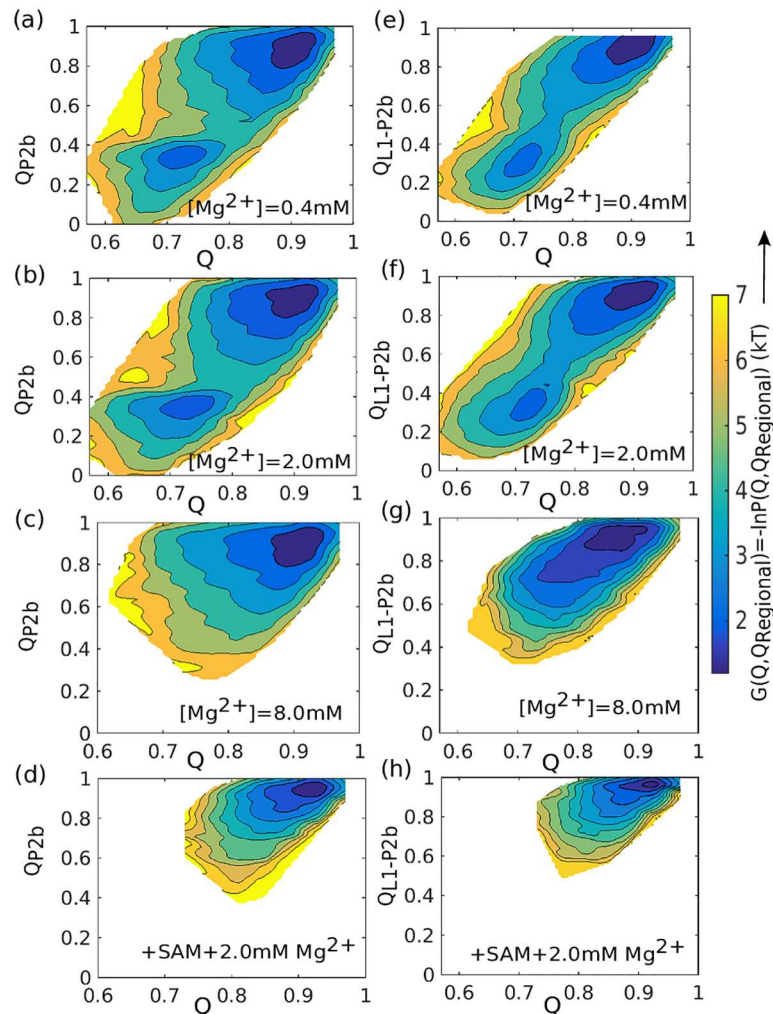 (a)
1
0.8
0.6
0.4
0.2
0
QP2b
[Mg2+]=0.4mM
0.6 0.7 0.8 0.9 1
Q
(e)
1
0.8
0.6
0.4
0.2
0
QL1-P2b
[Mg2+]=0.4mM
0.6 0.7 0.8 0.9 1
Q
(b)
1
0.8
0.6
0.4
0.2
0
QP2b
[Mg2+]=2.0mM
0.6 0.7 0.8 0.9 1
Q
(f)
1
0.8
0.6
0.4
0.2
0
QL1-P2b
[Mg2+]=2.0mM
0.6 0.7 0.8 0.9 1
Q
(c)
1
0.8
0.6
0.4
0.2
0
QP2b
[Mg2+]=8.0mM
0.6 0.7 0.8 0.9 1
Q
(g)
1
0.8
0.6
0.4
0.2
0
QL1-P2b
[Mg2+]=8.0mM
0.6 0.7 0.8 0.9 1
Q
(d)
1
0.8
0.6
0.4
0.2
0
QP2b
+SAM+2.0mM Mg2+
0.6 0.7 0.8 0.9 1
Q
(h)
1
0.8
0.6
0.4
0.2
0
QL1-P2b
+SAM+2.0mM Mg2+
0.6 0.7 0.8 0.9 1
Q
7
6
5
4
3
2
G(Q,QRegional)=-lnP(Q,QRegional) (kT)